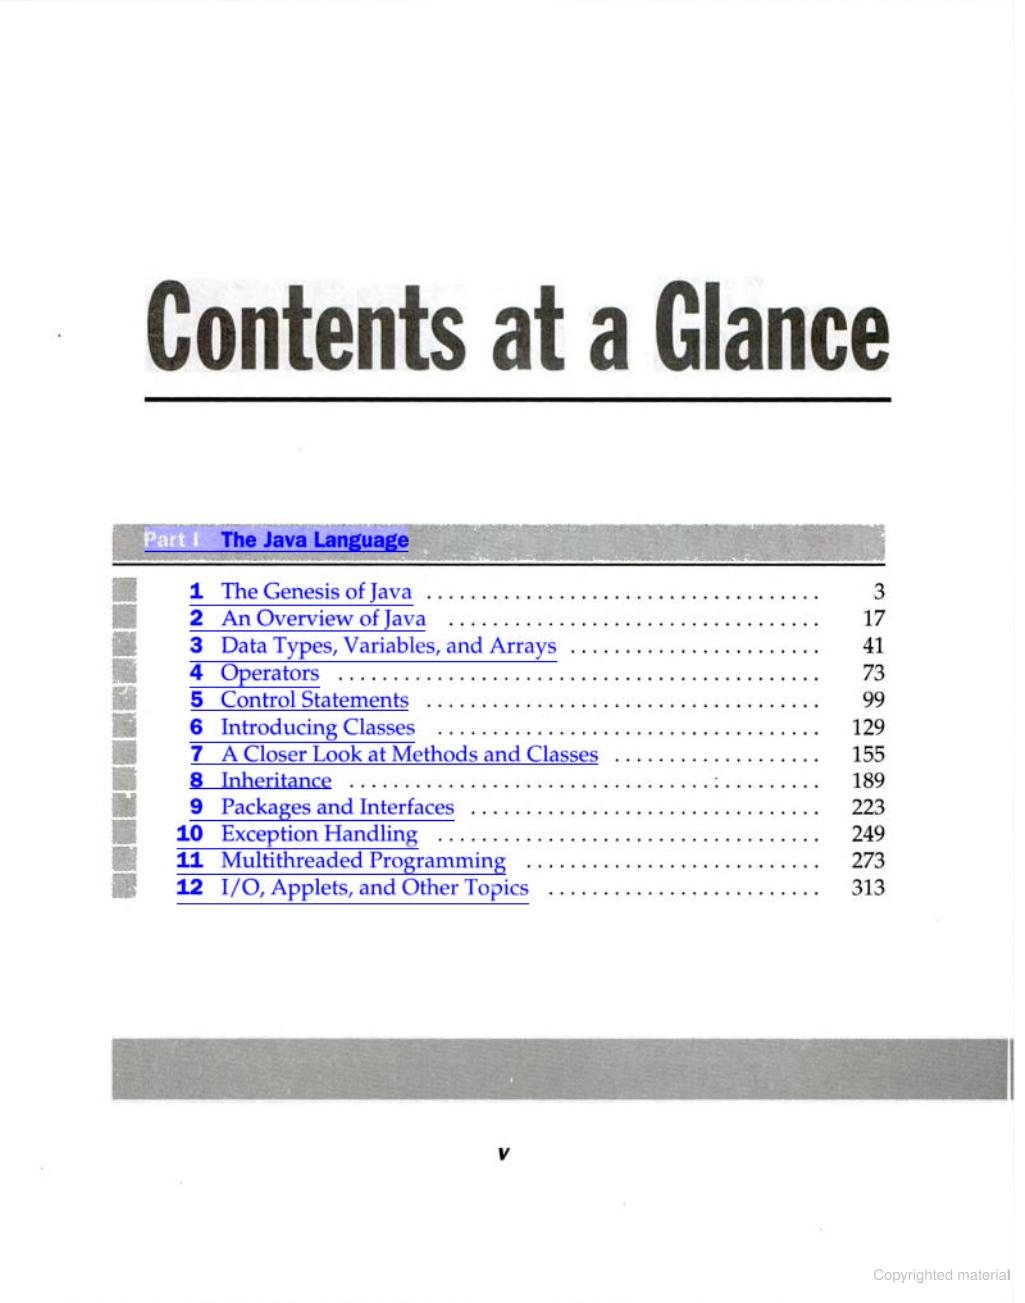 Contents at a Glance
Part I The Java Language
1 The Genesis of Java .................................... 3
2 An Overview of Java .................................. 17
3 Data Types, Variables, and Arrays ....................... 41
4 Operators ............................................ 73
5 Control Statements .................................... 99
6 Introducing Classes ................................... 129
7 A Closer Look at Methods and Classes ................... 155
8 Inheritance ........................................... 189
9 Packages and Interfaces ................................ 223
10 Exception Handling ................................... 249
11 Multithreaded Programming ........................... 273
12 I/O, Applets, and Other Topics ......................... 313
v
Copyrighted material